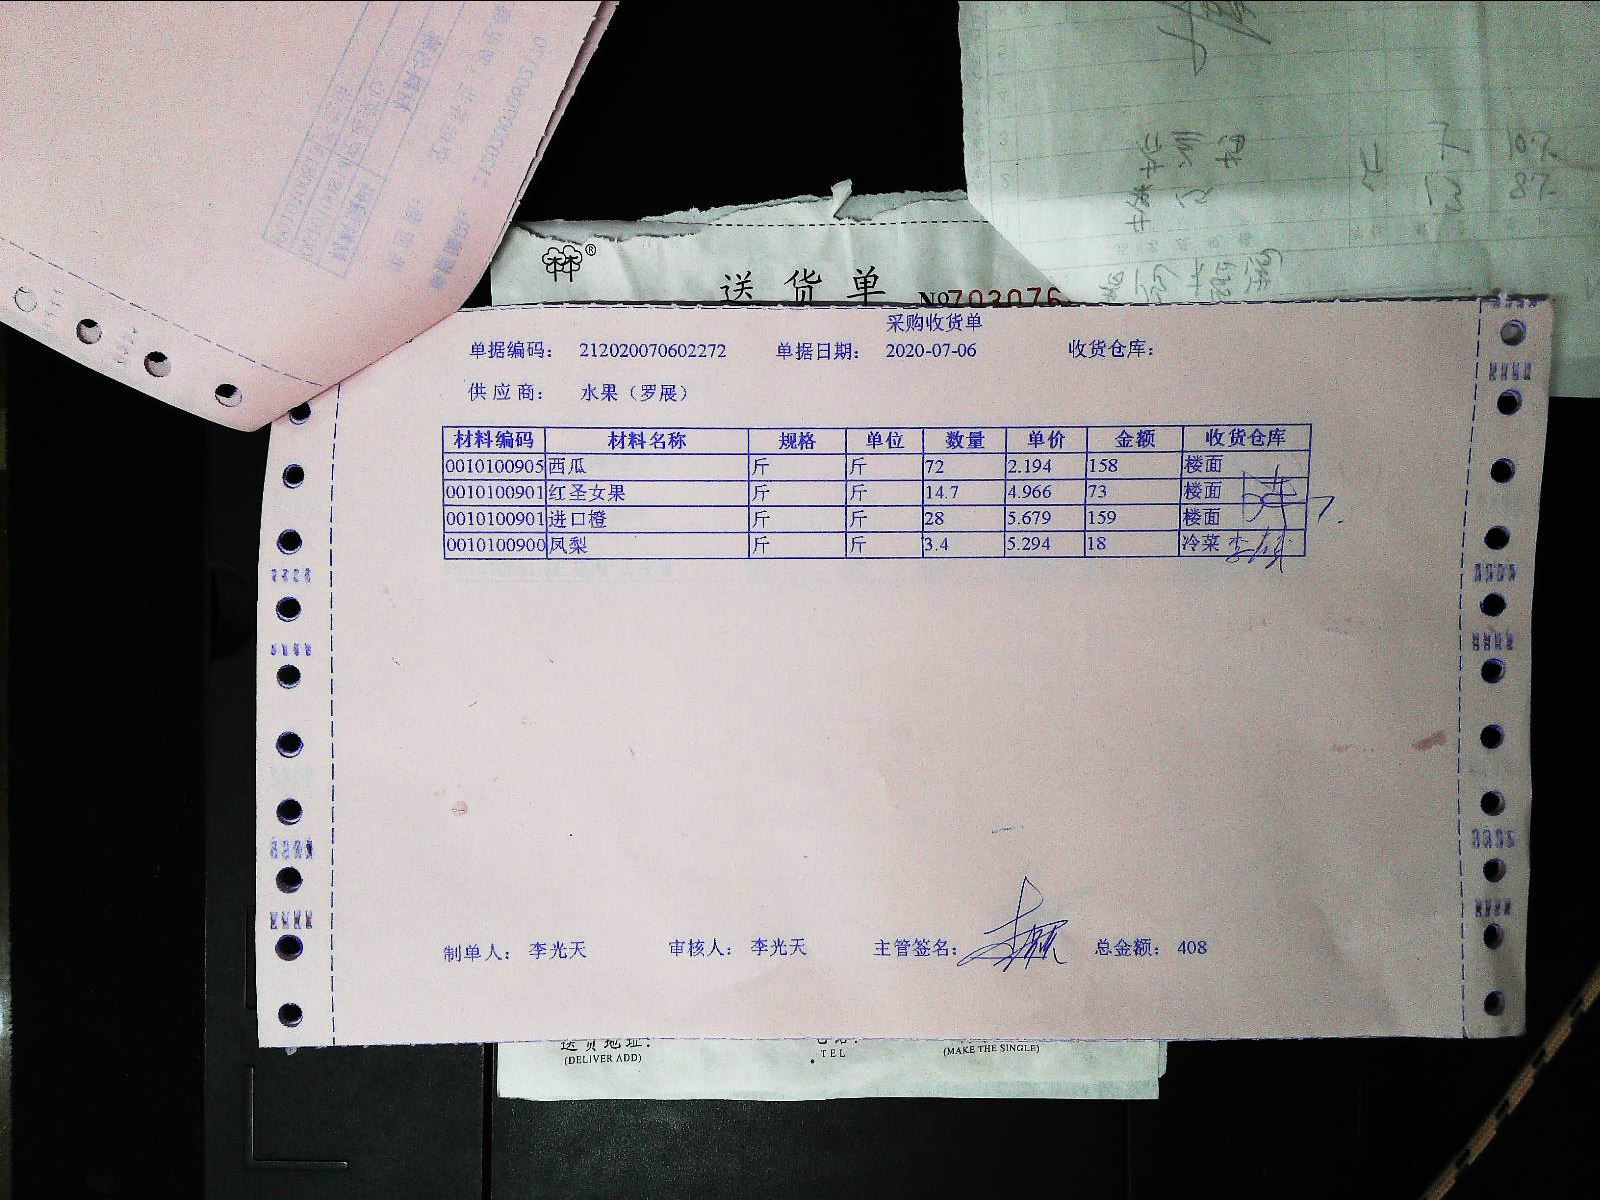 送 货 单 №703076
采购收货单
单据编码： 212020070602272 单据日期： 2020-07-06 收货仓库：
供 应 商： 水果（罗展）
材料编码 材料名称 规格 单位 数量 单价 金额 收货仓库
0010100905 西瓜 斤 斤 72 2.194 158 楼面
0010100901 红圣女果 斤 斤 14.7 4.966 73 楼面
0010100901 进口橙 斤 斤 28 5.679 159 楼面
0010100900 凤梨 斤 斤 3.4 5.294 18 冷菜
制单人： 李光天 审核人： 李光天 主管签名： 总金额： 408
送货地址：
(DELIVER ADD) TEL (MAKE THE SINGLE)